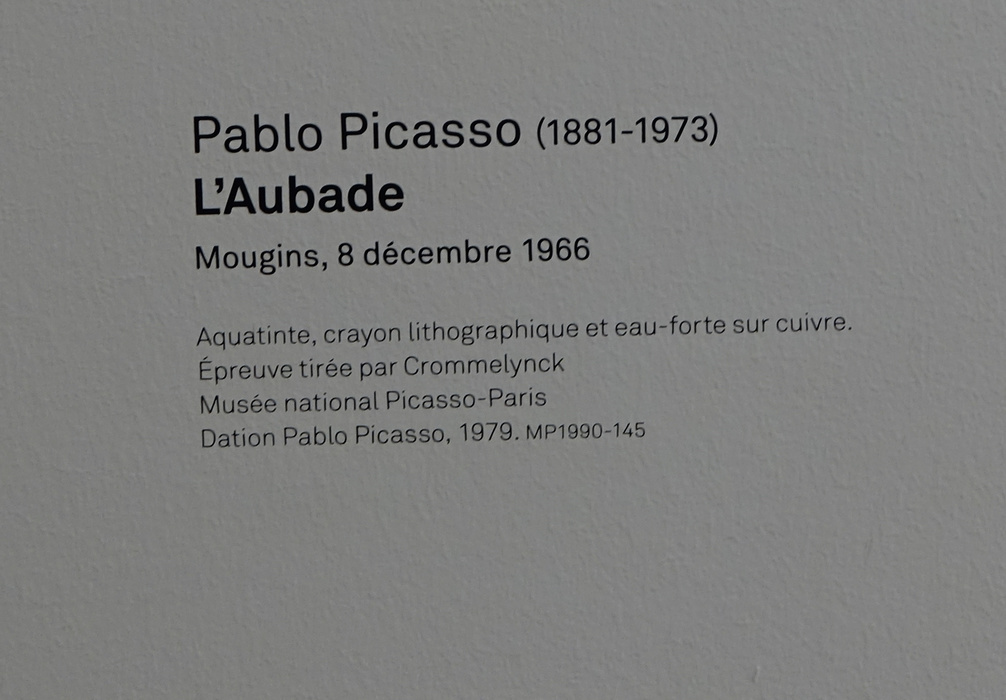 Pablo Picasso (1881-1973)
L’Aubade
Mougins, 8 décembre 1966
Aquatinte, crayon lithographique et eau-forte sur cuivre.
Épreuve tirée par Crommelynck
Musée national Picasso-Paris
Dation Pablo Picasso, 1979. MP1990-145